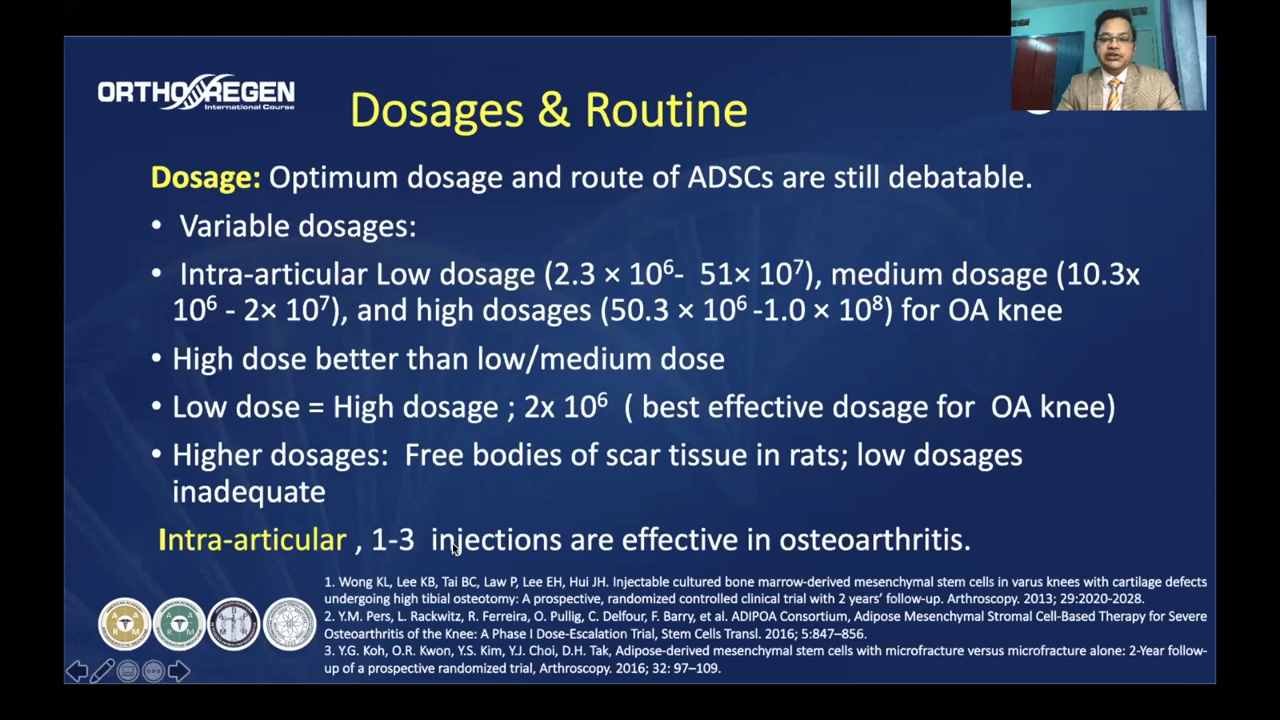 ORTHO REGEN
International Course
Dosages & Routine
Dosage: Optimum dosage and route of ADSCs are still debatable.
• Variable dosages:
• Intra-articular Low dosage (2.3 × 10⁶- 51× 10⁷), medium dosage (10.3x
10⁶ - 2× 10⁷), and high dosages (50.3 × 10⁶ -1.0 × 10⁸) for OA knee
• High dose better than low/medium dose
• Low dose = High dosage ; 2x 10⁶ ( best effective dosage for OA knee)
• Higher dosages: Free bodies of scar tissue in rats; low dosages
inadequate
Intra-articular , 1-3 injections are effective in osteoarthritis.
1. Wong KL, Lee KB, Tai BC, Law P, Lee EH, Hui JH. Injectable cultured bone marrow-derived mesenchymal stem cells in varus knees with cartilage defects
undergoing high tibial osteotomy: A prospective, randomized controlled clinical trial with 2 years’ follow-up. Arthroscopy. 2013; 29:2020-2028.
2. Y.M. Pers, L. Rackwitz, R. Ferreira, O. Pullig, C. Delfour, F. Barry, et al. ADIPOA Consortium, Adipose Mesenchymal Stromal Cell-Based Therapy for Severe
Osteoarthritis of the Knee: A Phase I Dose-Escalation Trial, Stem Cells Transl. 2016; 5:847–856.
3. Y.G. Koh, O.R. Kwon, Y.S. Kim, Y.J. Choi, D.H. Tak, Adipose-derived mesenchymal stem cells with microfracture versus microfracture alone: 2-Year follow-
up of a prospective randomized trial, Arthroscopy. 2016; 32: 97–109.